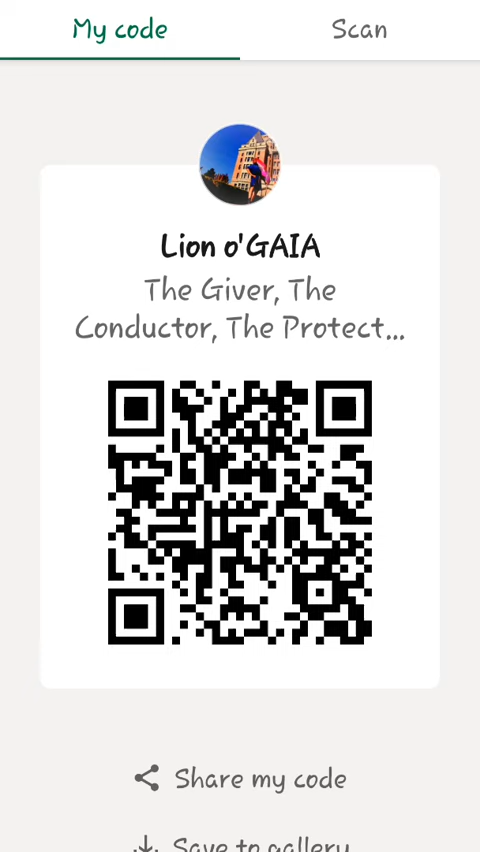 My code
Scan
Lion o'GAIA
The Giver, The
Conductor, The Protect...
Share my code
Save to gallery